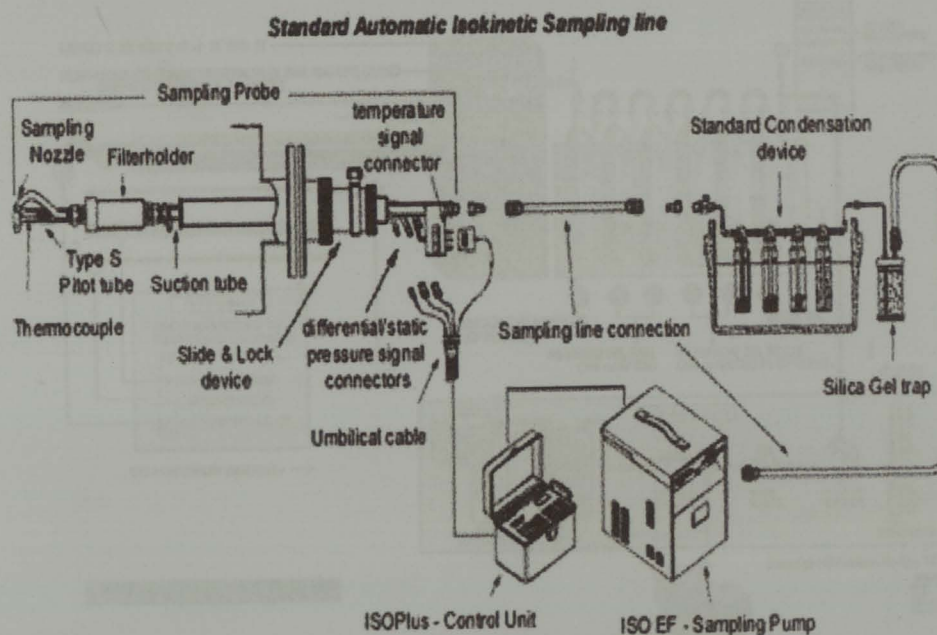 Standard Automatic Isokinetic Sampling line
Sampling Probe
temperature
signal
connector
Sampling
Nozzle
Filterholder
Standard Condensation
device
Type S
Pitot tube
Suction tube
Thermocouple
Slide & Lock
device
differential/static
pressure signal
connectors
Sampling line connection
Silica Gel trap
Umbilical cable
ISOPlus - Control Unit
ISO EF - Sampling Pump